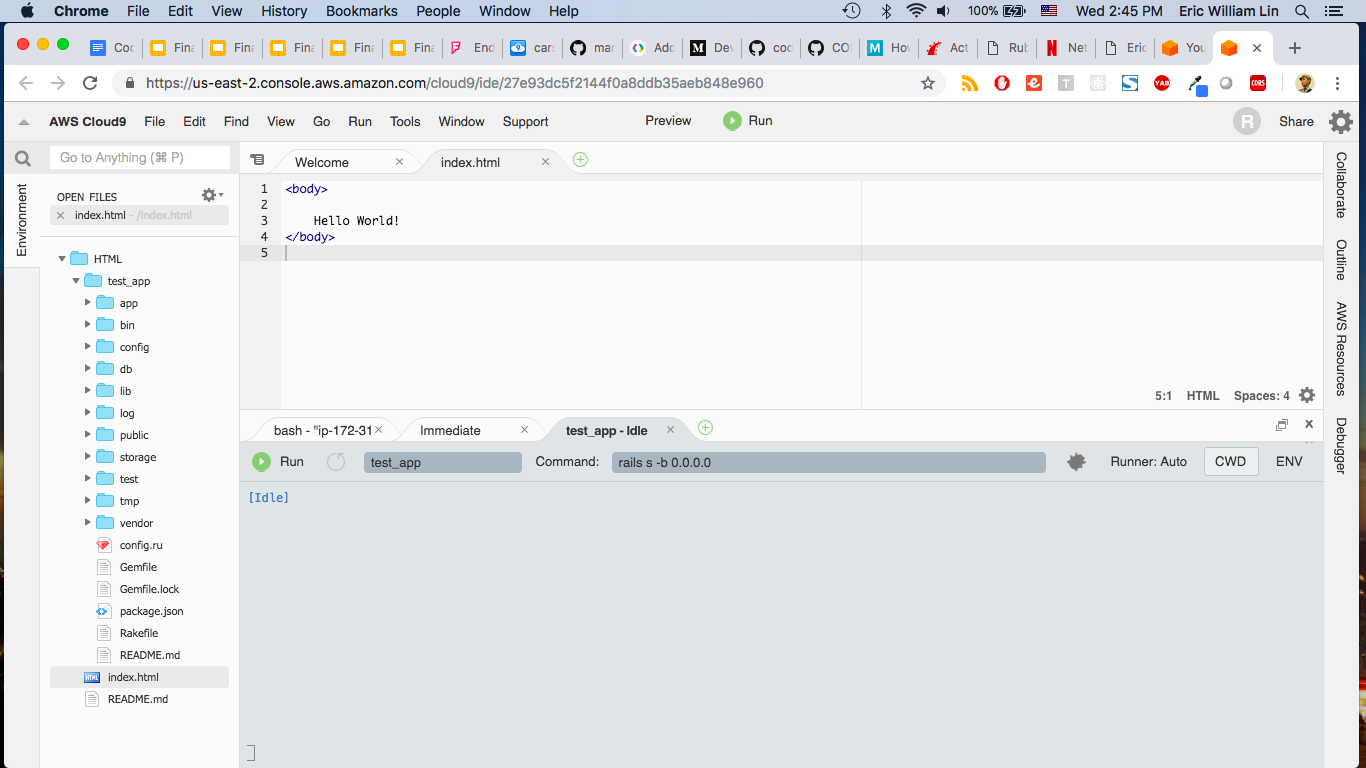 Chrome File Edit View History Bookmarks People Window Help 100% Wed 2:45 PM Eric William Lin
Coc Fina Fina Fina Fina Fina End cars mar Add Dev cod CO Hov Act Rub Net Eric You
https://us-east-2.console.aws.amazon.com/cloud9/ide/27e93dc5f2144f0a8ddb35aeb848e960
T S YAB CORS
AWS Cloud9 File Edit Find View Go Run Tools Window Support Preview Run R Share
Go to Anything (⌘ P)
Welcome index.html
Environment
OPEN FILES
index.html - /index.html
HTML
test_app
app
bin
config
db
lib
log
public
storage
test
tmp
vendor
config.ru
Gemfile
Gemfile.lock
package.json
Rakefile
README.md
index.html
README.md
1 <body>
2
3 Hello World!
4 </body>
5
5:1 HTML Spaces: 4
bash - "ip-172-31 Immediate test_app - Idle
Run test_app Command: rails s -b 0.0.0.0 Runner: Auto CWD ENV
[Idle]
Collaborate
Outline
AWS Resources
Debugger